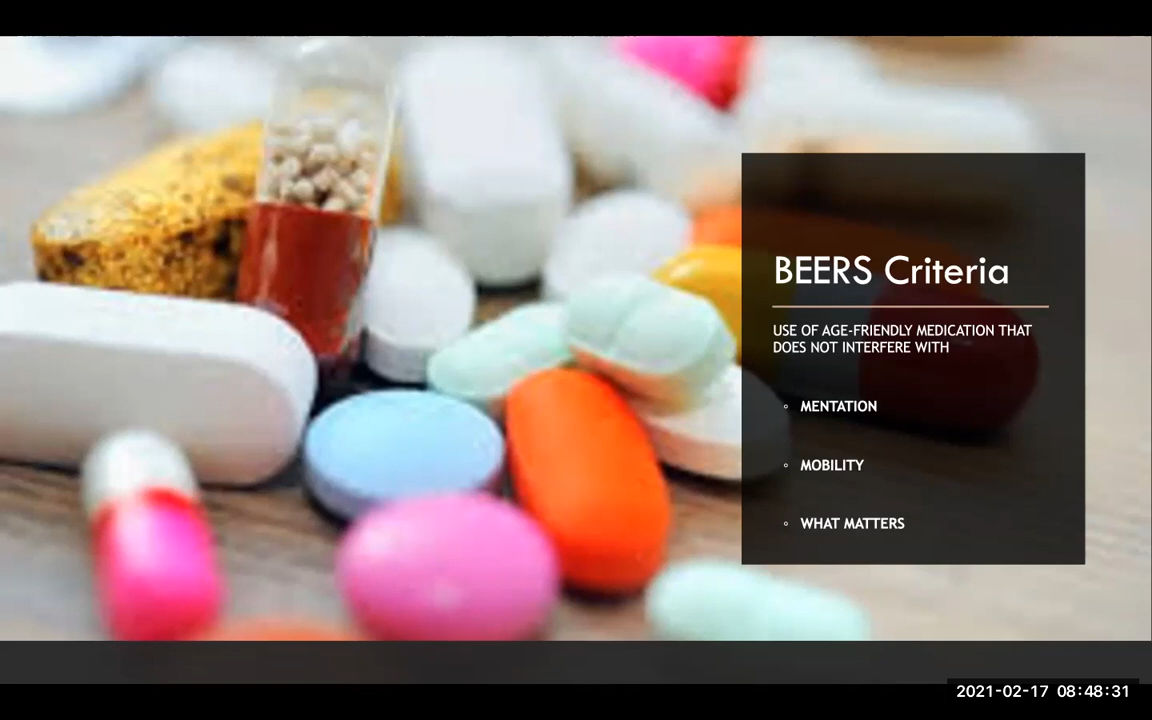 BEERS Criteria
USE OF AGE-FRIENDLY MEDICATION THAT
DOES NOT INTERFERE WITH
◦ MENTATION
◦ MOBILITY
◦ WHAT MATTERS
2021-02-17 08:48:31